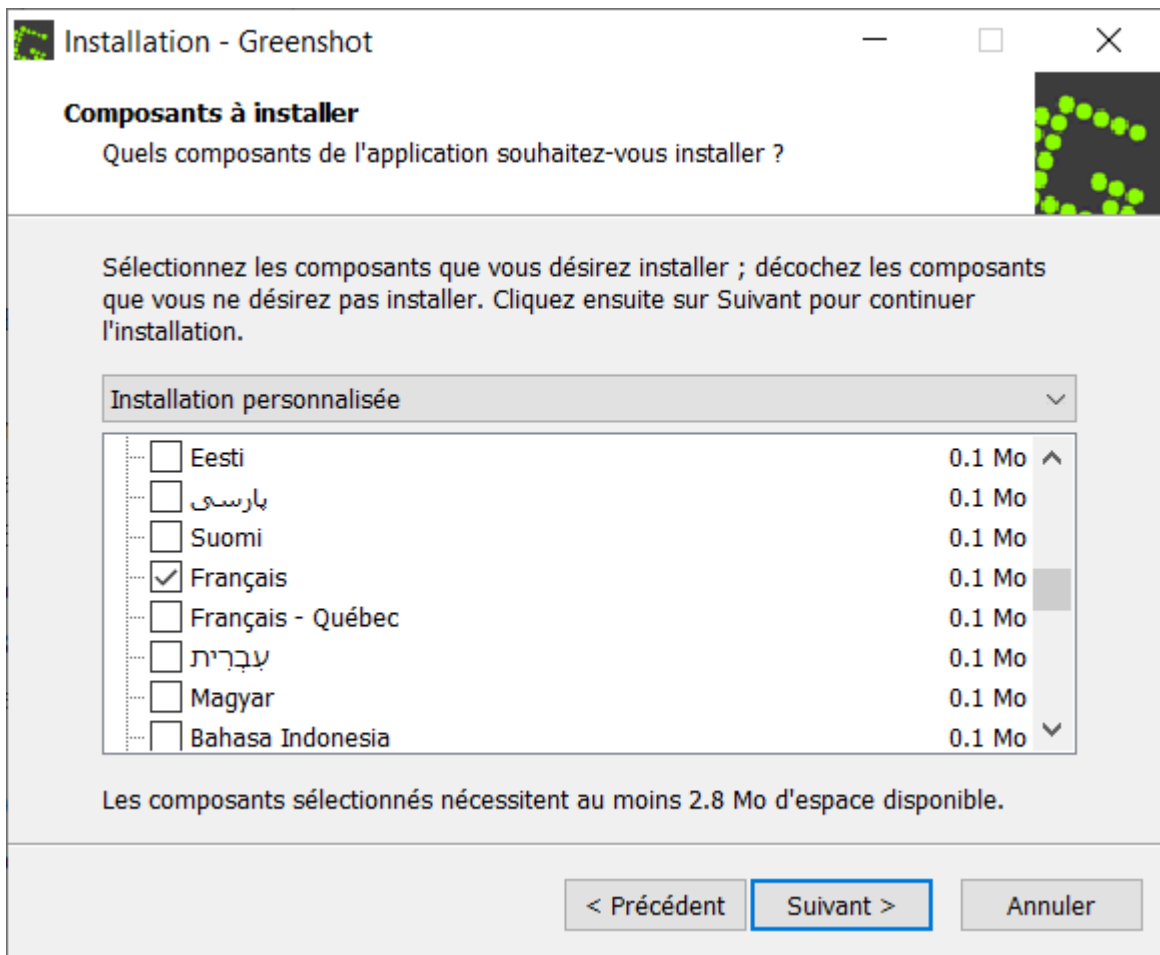 Installation - Greenshot
Composants à installer
Quels composants de l'application souhaitez-vous installer ?
Sélectionnez les composants que vous désirez installer ; décochez les composants
que vous ne désirez pas installer. Cliquez ensuite sur Suivant pour continuer
l'installation.
Installation personnalisée
Eesti 0.1 Mo
پارسی 0.1 Mo
Suomi 0.1 Mo
Français 0.1 Mo
Français - Québec 0.1 Mo
עִבְרִית 0.1 Mo
Magyar 0.1 Mo
Bahasa Indonesia 0.1 Mo
Les composants sélectionnés nécessitent au moins 2.8 Mo d'espace disponible.
< Précédent Suivant > Annuler